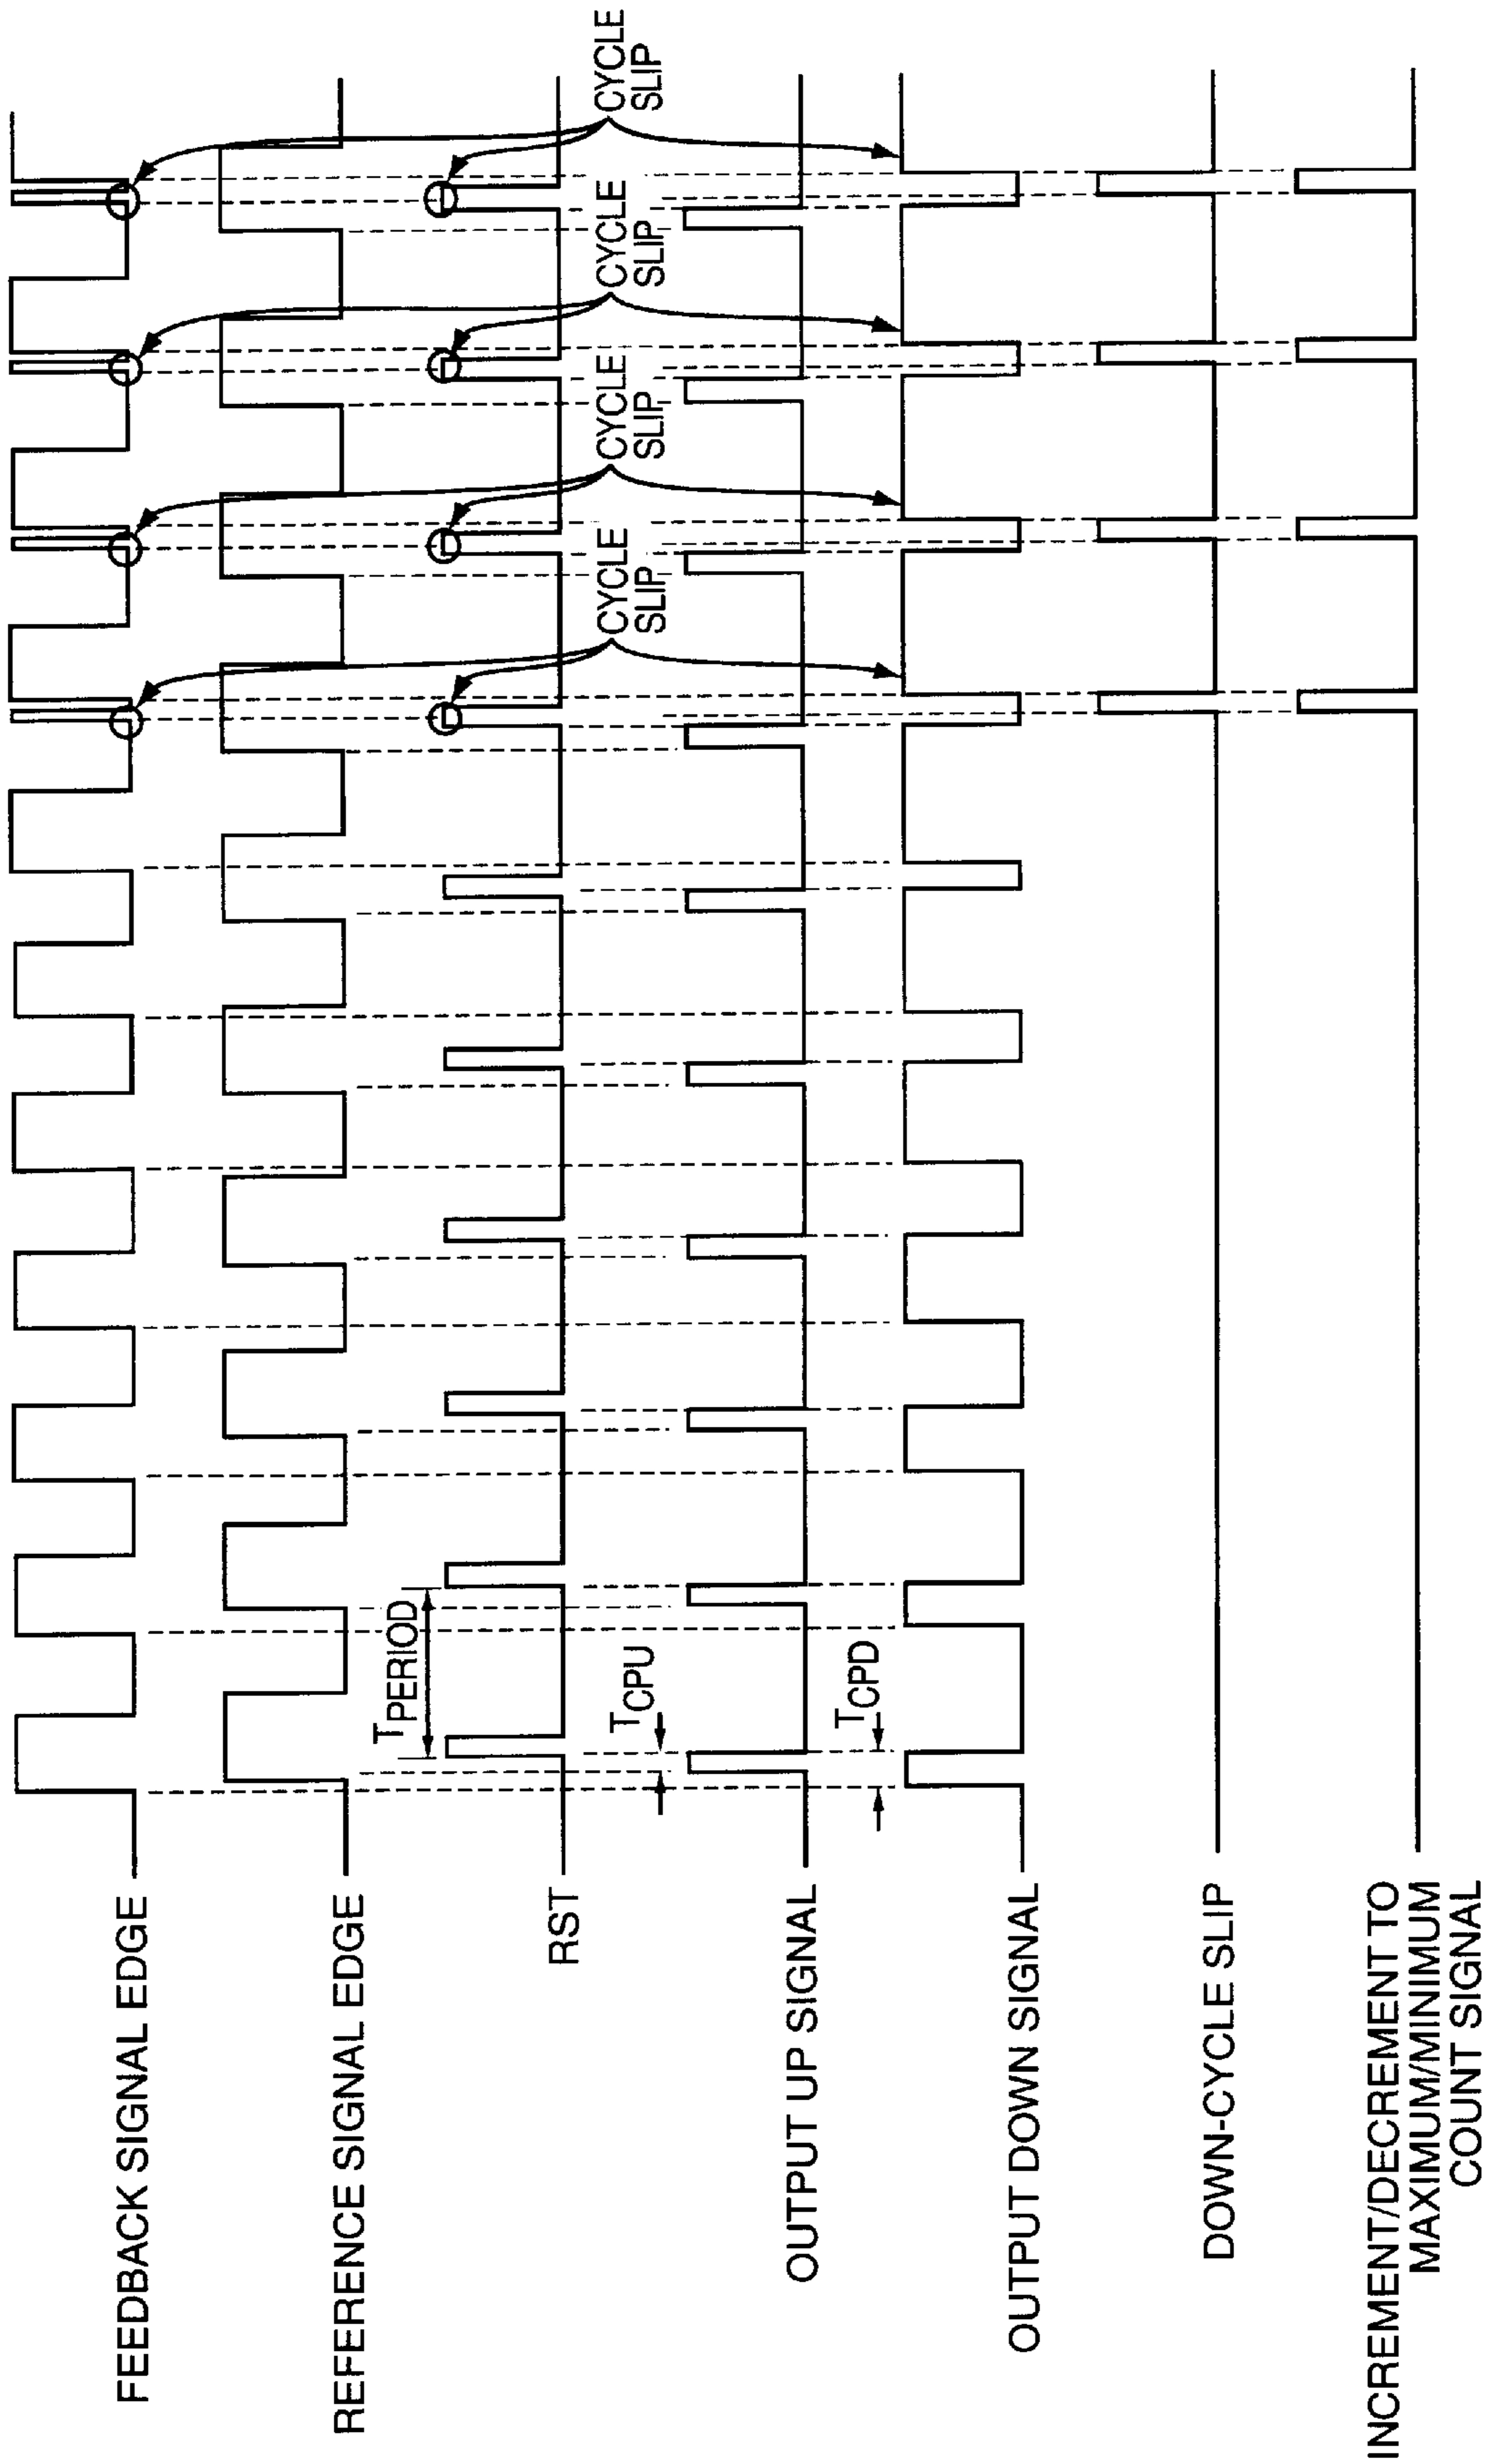 FEEDBACK SIGNAL EDGE
REFERENCE SIGNAL EDGE
TPERIOD
RST
TCPU
OUTPUT UP SIGNAL
TCPD
OUTPUT DOWN SIGNAL
DOWN-CYCLE SLIP
INCREMENT/DECREMENT TO
MAXIMUM/MINIMUM
COUNT SIGNAL
CYCLE
SLIP
CYCLE
SLIP
CYCLE
SLIP
CYCLE
SLIP